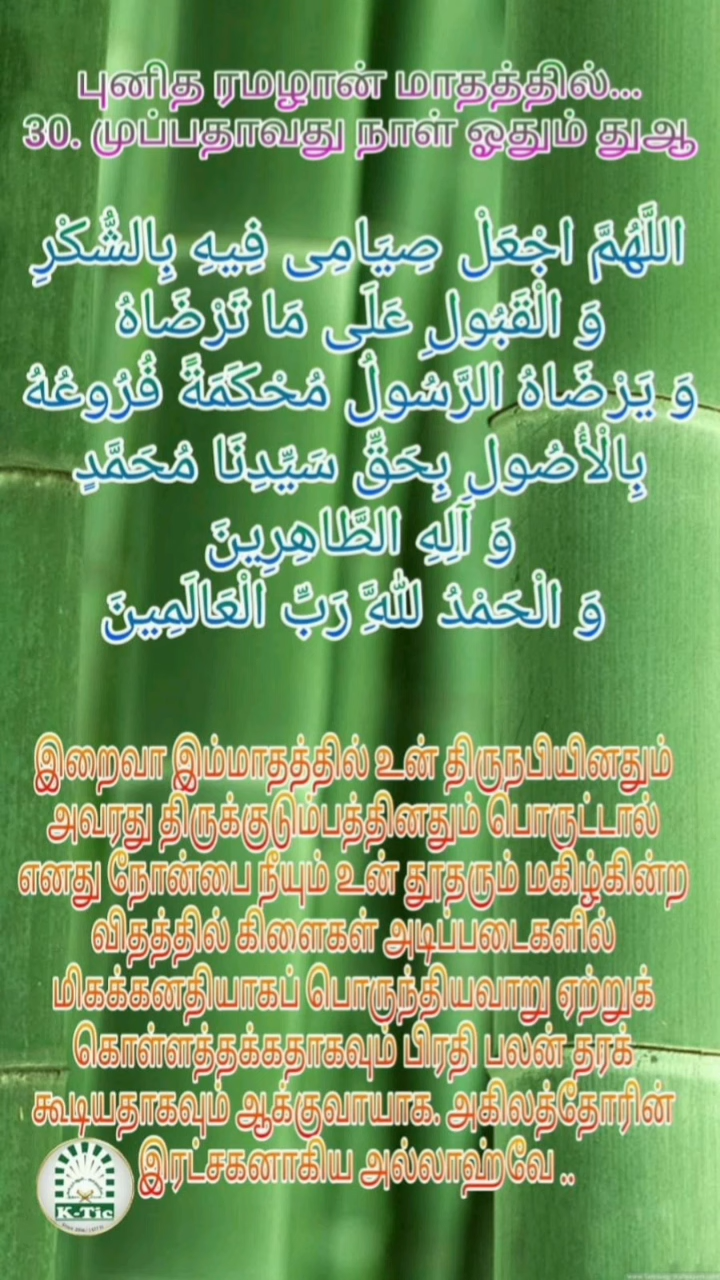 புனித ரமழான் மாதத்தில்...
30. முப்பதாவது நாள் ஓதும் துஆ
اللَّهُمَّ اجْعَلْ صِيَامِى فِيهِ بِالشُّكْرِ
وَ الْقَبُولِ عَلَى مَا تَرْضَاهُ
وَ يَرْضَاهُ الرَّسُولُ مُحْكَمَةً فُرُوعُهُ
بِالْأُصُولِ بِحَقِّ سَيِّدِنَا مُحَمَّدٍ
وَ آلِهِ الطَّاهِرِينَ
وَ الْحَمْدُ لِلَّهِ رَبِّ الْعَالَمِينَ
இறைவா இம்மாதத்தில் உன் திருநபியினதும்
அவரது திருக்குடும்பத்தினதும் பொருட்டால்
எனது நோன்பை நீயும் உன் தூதரும் மகிழ்கின்ற
விதத்தில் கிளைகள் அடிப்படைகளில்
மிகக்கனதியாகப் பொருந்தியவாறு ஏற்றுக்
கொள்ளத்தக்கதாகவும் பிரதி பலன் தரக்
கூடியதாகவும் ஆக்குவாயாக. அகிலத்தோரின்
இரட்சகனாகிய அல்லாஹ்வே ..
K-Tic